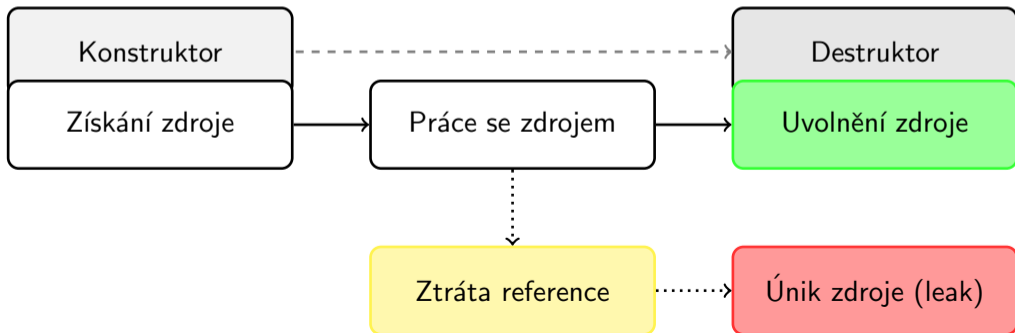 Konstruktor
Destruktor
Získání zdroje
Práce se zdrojem
Uvolnění zdroje
Ztráta reference
Únik zdroje (leak)